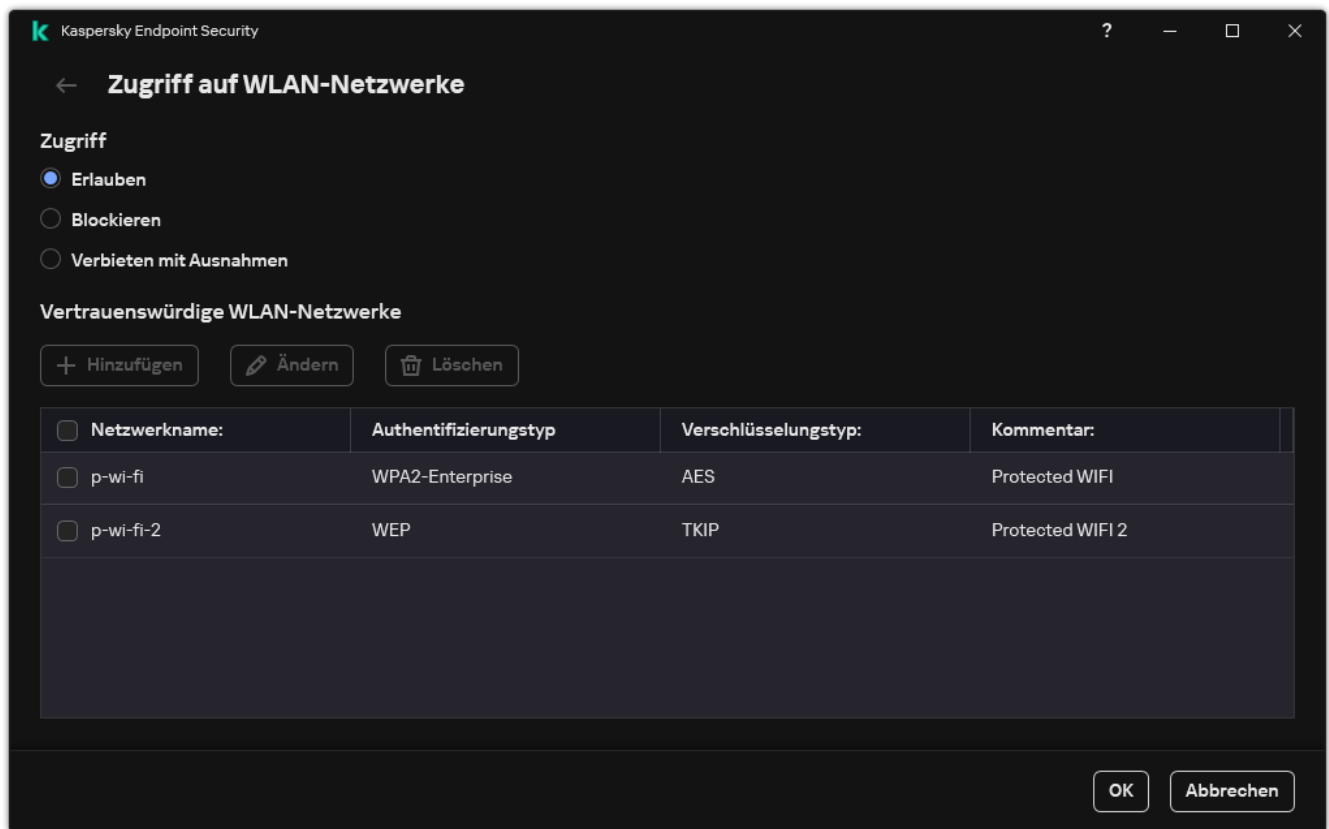 Kaspersky Endpoint Security ?
Zugriff auf WLAN-Netzwerke
Zugriff
Erlauben
Blockieren
Verbieten mit Ausnahmen
Vertrauenswürdige WLAN-Netzwerke
Hinzufügen Ändern Löschen
Netzwerkname: Authentifizierungstyp Verschlüsselungstyp: Kommentar:
p-wi-fi WPA2-Enterprise AES Protected WIFI
p-wi-fi-2 WEP TKIP Protected WIFI 2
OK Abbrechen